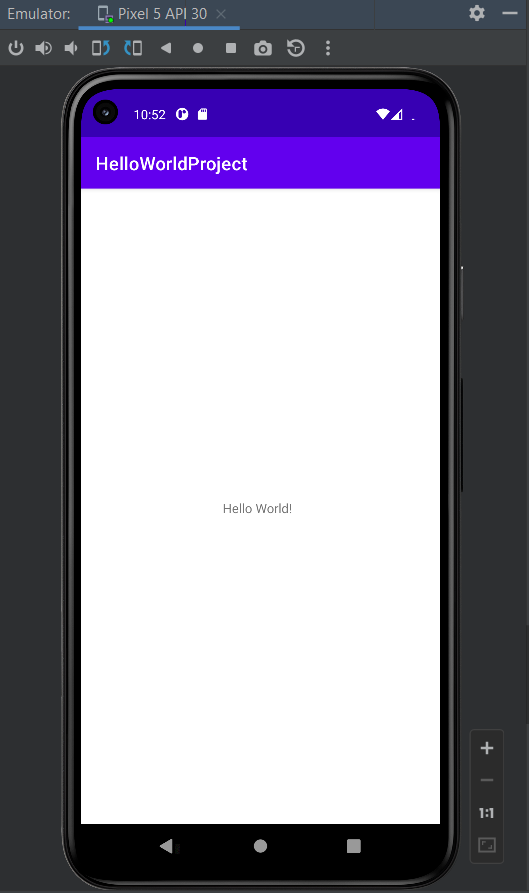 Emulator: Pixel 5 API 30
10:52
HelloWorldProject
Hello World!
1:1